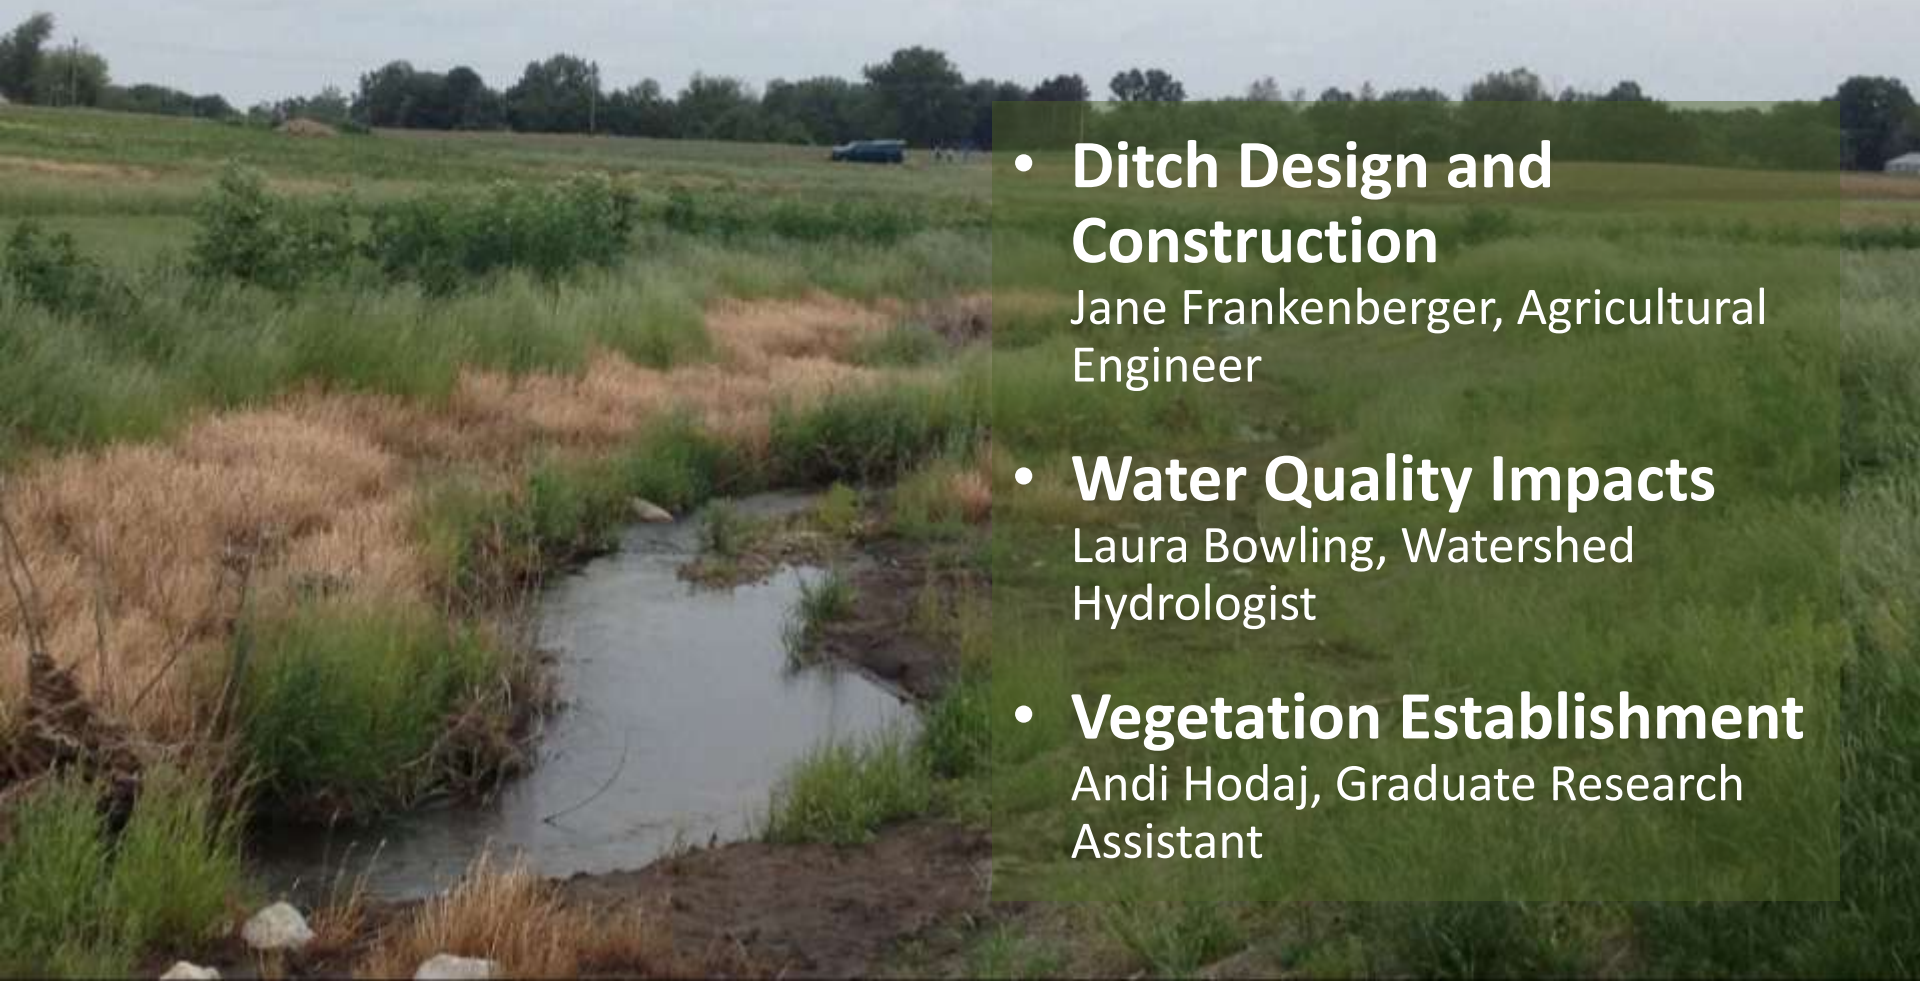 • Ditch Design and
Construction
Jane Frankenberger, Agricultural
Engineer
• Water Quality Impacts
Laura Bowling, Watershed
Hydrologist
• Vegetation Establishment
Andi Hodaj, Graduate Research
Assistant